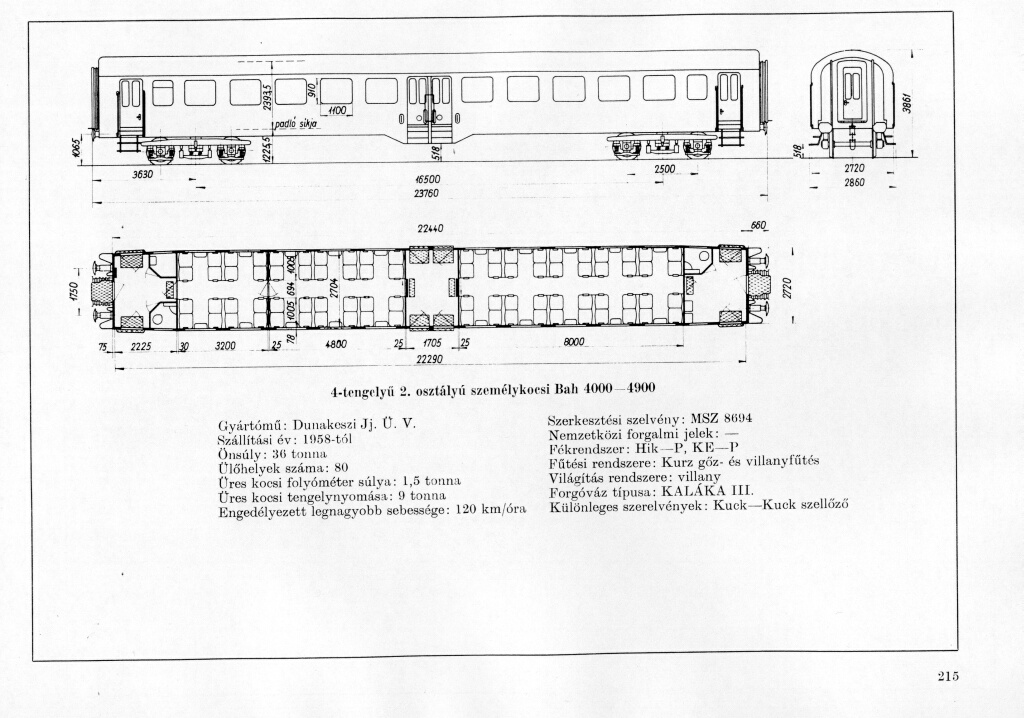 2393,5
910
1100
padló síkja
1065
1225,5
518
3630
16500
2500
23760
3861
518
2720
2860
22440
660
1750
1005
694
2704
1005
78
2720
75
2225
30
3200
25
4800
25
1705
25
8000
22290
4-tengelyű 2. osztályú személykocsi Bah 4000—4900
Gyártómű: Dunakeszi Jj. Ü. V.
Szállítási év: 1958-tól
Önsúly: 36 tonna
Ülőhelyek száma: 80
Üres kocsi folyóméter súlya: 1,5 tonna
Üres kocsi tengelynyomása: 9 tonna
Engedélyezett legnagyobb sebessége: 120 km/óra
Szerkesztési szelvény: MSZ 8694
Nemzetközi forgalmi jelek: —
Fékrendszer: Hik—P, KE—P
Fűtési rendszere: Kurz gőz- és villanyfűtés
Világítás rendszere: villany
Forgóváz típusa: KALÁKA III.
Különleges szerelvények: Kuck—Kuck szellőző
215